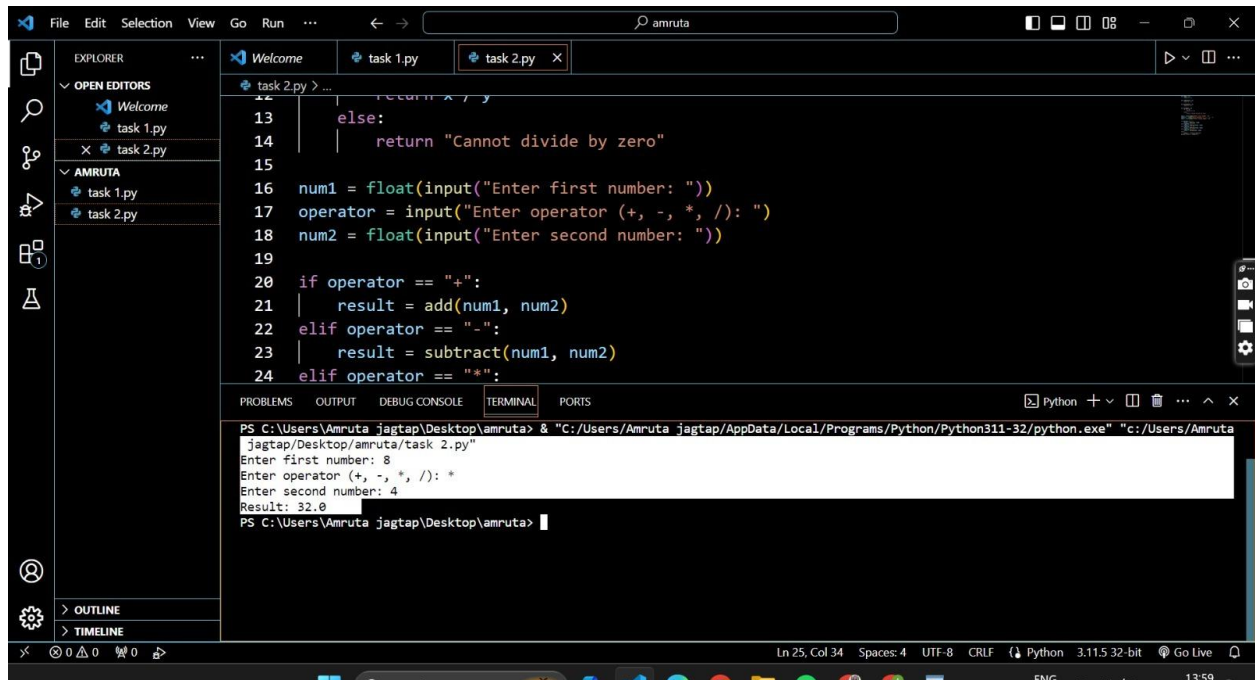 File Edit Selection View Go Run ··· amruta
EXPLORER ···
OPEN EDITORS
Welcome
task 1.py
task 2.py
AMRUTA
task 1.py
task 2.py
OUTLINE
TIMELINE
Welcome task 1.py task 2.py
task 2.py > ...
12 return x / y
13 else:
14 return "Cannot divide by zero"
15
16 num1 = float(input("Enter first number: "))
17 operator = input("Enter operator (+, -, *, /): ")
18 num2 = float(input("Enter second number: "))
19
20 if operator == "+":
21 result = add(num1, num2)
22 elif operator == "-":
23 result = subtract(num1, num2)
24 elif operator == "*":
PROBLEMS OUTPUT DEBUG CONSOLE TERMINAL PORTS Python
PS C:\Users\Amruta jagtap\Desktop\amruta> & "C:/Users/Amruta jagtap/AppData/Local/Programs/Python/Python311-32/python.exe" "c:/Users/Amruta
jagtap/Desktop/amruta/task 2.py"
Enter first number: 8
Enter operator (+, -, *, /): *
Enter second number: 4
Result: 32.0
PS C:\Users\Amruta jagtap\Desktop\amruta>
1
0 0 0 Ln 25, Col 34 Spaces: 4 UTF-8 CRLF Python 3.11.5 32-bit Go Live
ENG 13:59